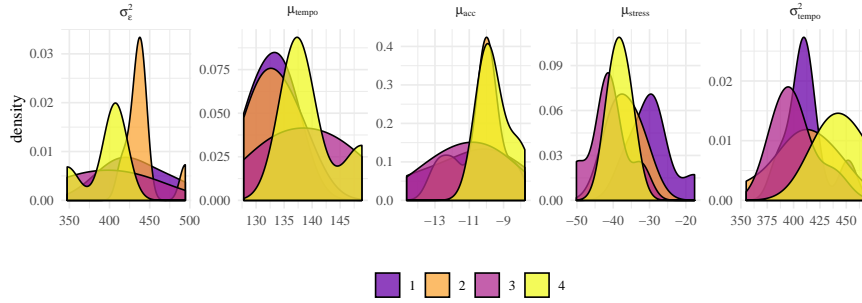 σ²ε μtempo μacc μstress σ²tempo
density
0.03 0.02 0.01 0.00
0.075 0.050 0.025 0.000
0.4 0.3 0.2 0.1 0.0
0.09 0.06 0.03 0.00
0.02 0.01 0.00
350 400 450 500 130 135 140 145 −13 −11 −9 −50 −40 −30 −20 350 375 400 425 450
1 2 3 4